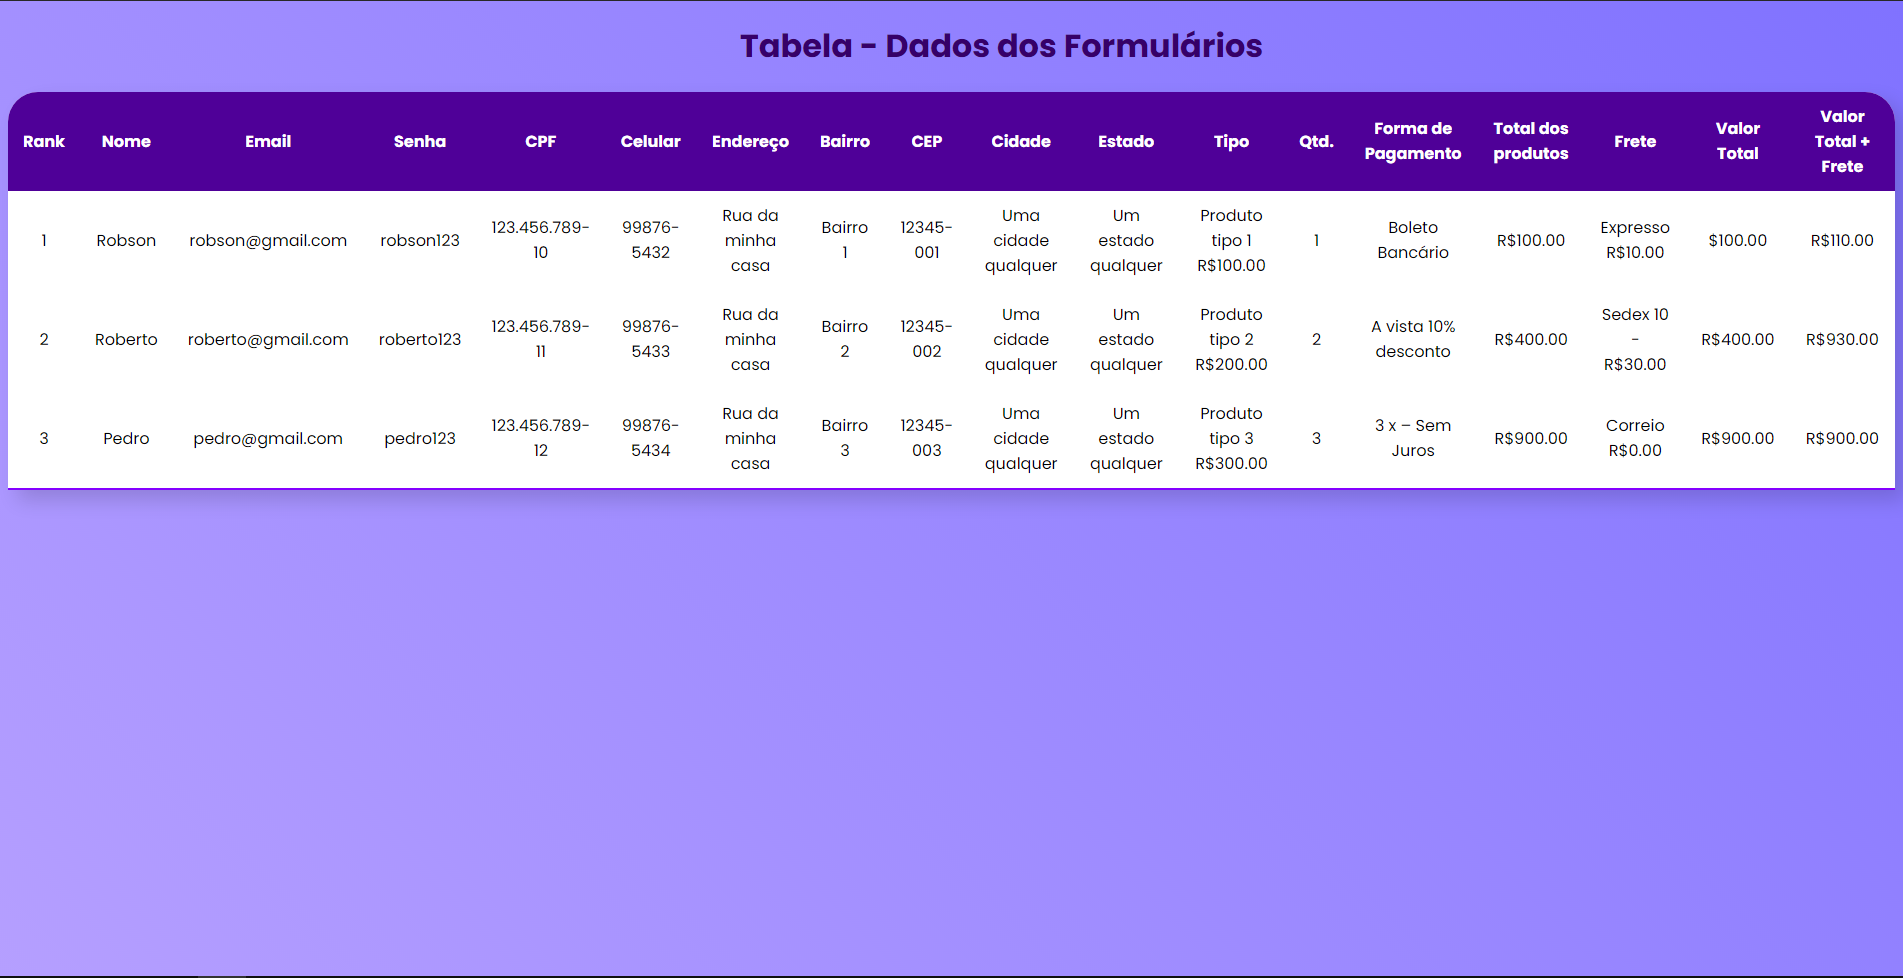 Tabela - Dados dos Formulários
Rank Nome Email Senha CPF Celular Endereço Bairro CEP Cidade Estado Tipo Qtd. Forma de Pagamento Total dos produtos Frete Valor Total Valor Total + Frete
1 Robson robson@gmail.com robson123 123.456.789-10 99876-5432 Rua da minha casa Bairro 1 12345-001 Uma cidade qualquer Um estado qualquer Produto tipo 1 R$100.00 1 Boleto Bancário R$100.00 Expresso R$10.00 $100.00 R$110.00
2 Roberto roberto@gmail.com roberto123 123.456.789-11 99876-5433 Rua da minha casa Bairro 2 12345-002 Uma cidade qualquer Um estado qualquer Produto tipo 2 R$200.00 2 A vista 10% desconto R$400.00 Sedex 10 - R$30.00 R$400.00 R$930.00
3 Pedro pedro@gmail.com pedro123 123.456.789-12 99876-5434 Rua da minha casa Bairro 3 12345-003 Uma cidade qualquer Um estado qualquer Produto tipo 3 R$300.00 3 3 x – Sem Juros R$900.00 Correio R$0.00 R$900.00 R$900.00